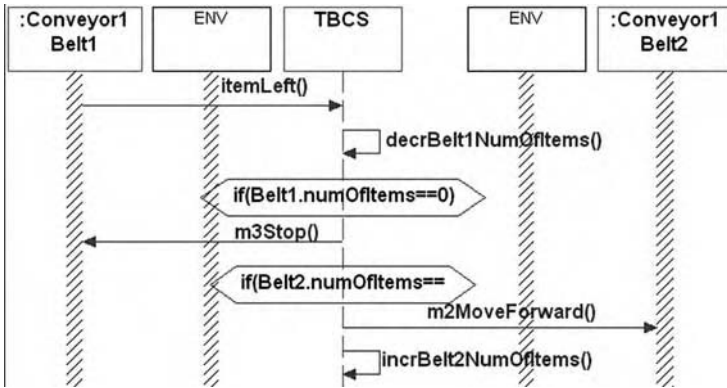 :Conveyor1
Belt1
ENV
TBCS
ENV
:Conveyor1
Belt2
itemLeft()
decrBelt1NumOfItems()
if(Belt1.numOfItems==0)
m3Stop()
if(Belt2.numOfItems==
m2MoveForward()
incrBelt2NumOfItems()